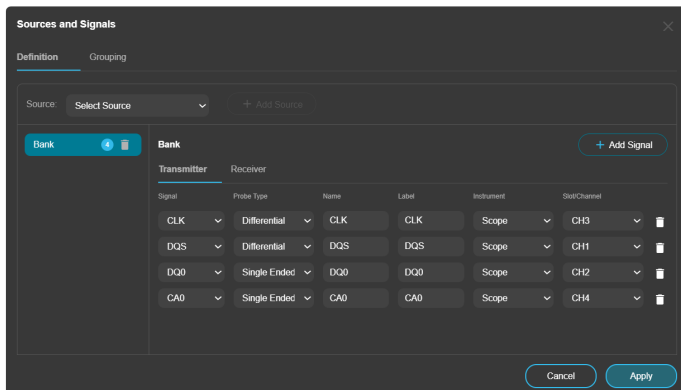 Sources and Signals
Definition Grouping
Source: Select Source + Add Source
Bank 4
Bank + Add Signal
Transmitter Receiver
Signal Probe Type Name Label Instrument Slot/Channel
CLK Differential CLK CLK Scope CH3
DQS Differential DQS DQS Scope CH1
DQ0 Single Ended DQ0 DQ0 Scope CH2
CA0 Single Ended CA0 CA0 Scope CH4
Cancel Apply